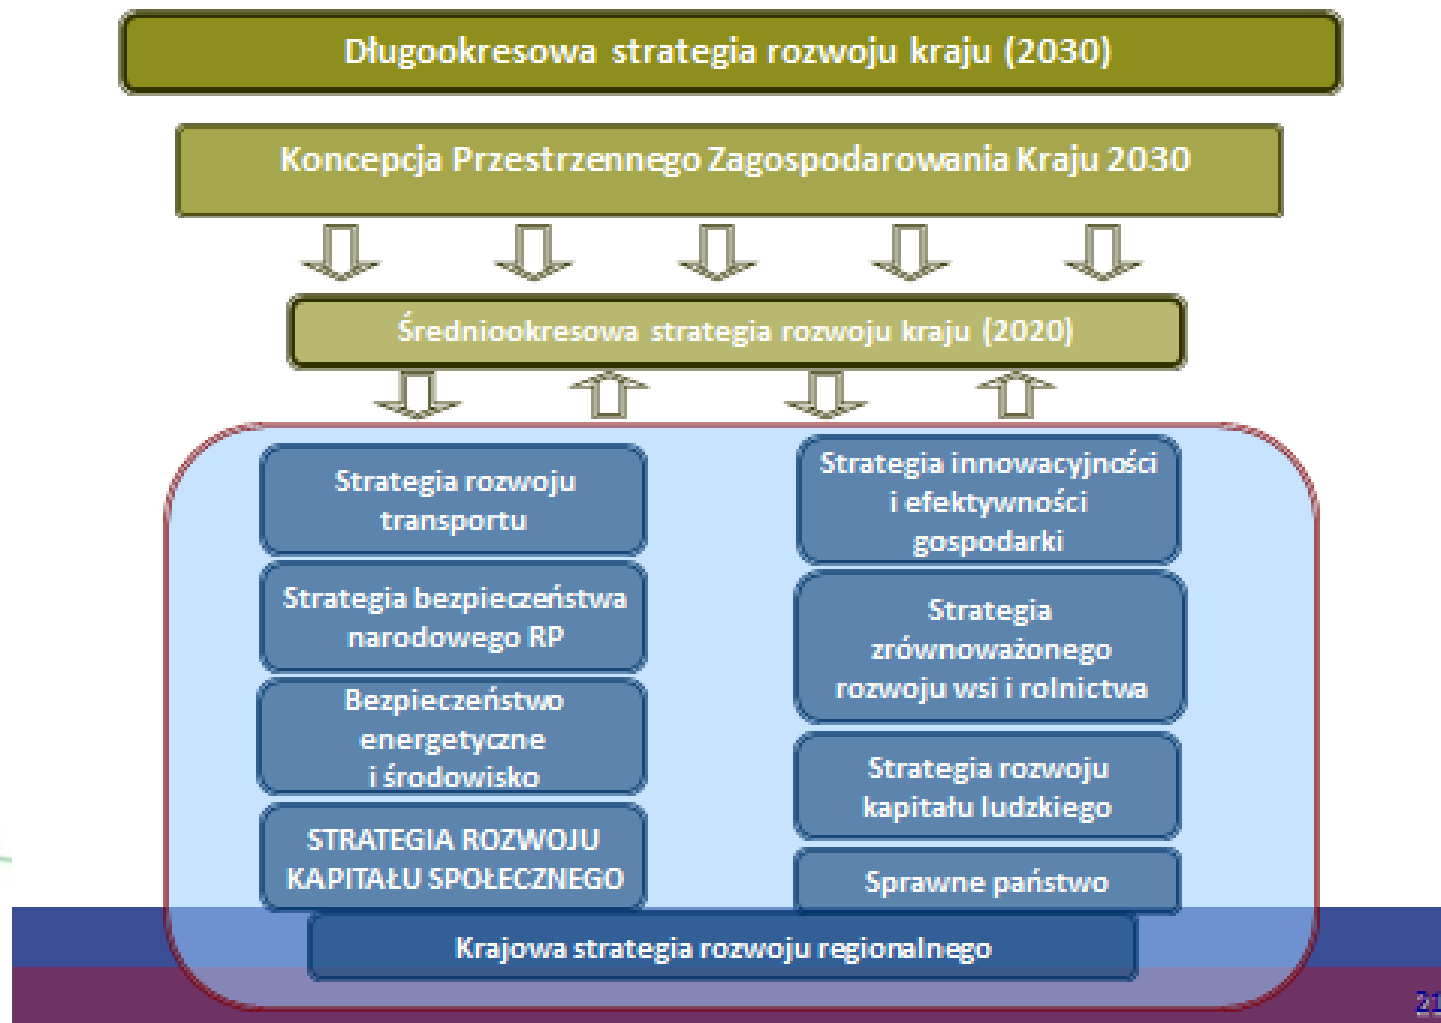 Długookresowa strategia rozwoju kraju (2030)
Koncepcja Przestrzennego Zagospodarowania Kraju 2030
Średniookresowa strategia rozwoju kraju (2020)
Strategia rozwoju
transportu
Strategia bezpieczeństwa
narodowego RP
Bezpieczeństwo
energetyczne
i środowisko
STRATEGIA ROZWOJU
KAPITAŁU SPOŁECZNEGO
Strategia innowacyjności
i efektywności
gospodarki
Strategia
zrównoważonego
rozwoju wsi i rolnictwa
Strategia rozwoju
kapitału ludzkiego
Sprawne państwo
Krajowa strategia rozwoju regionalnego
21